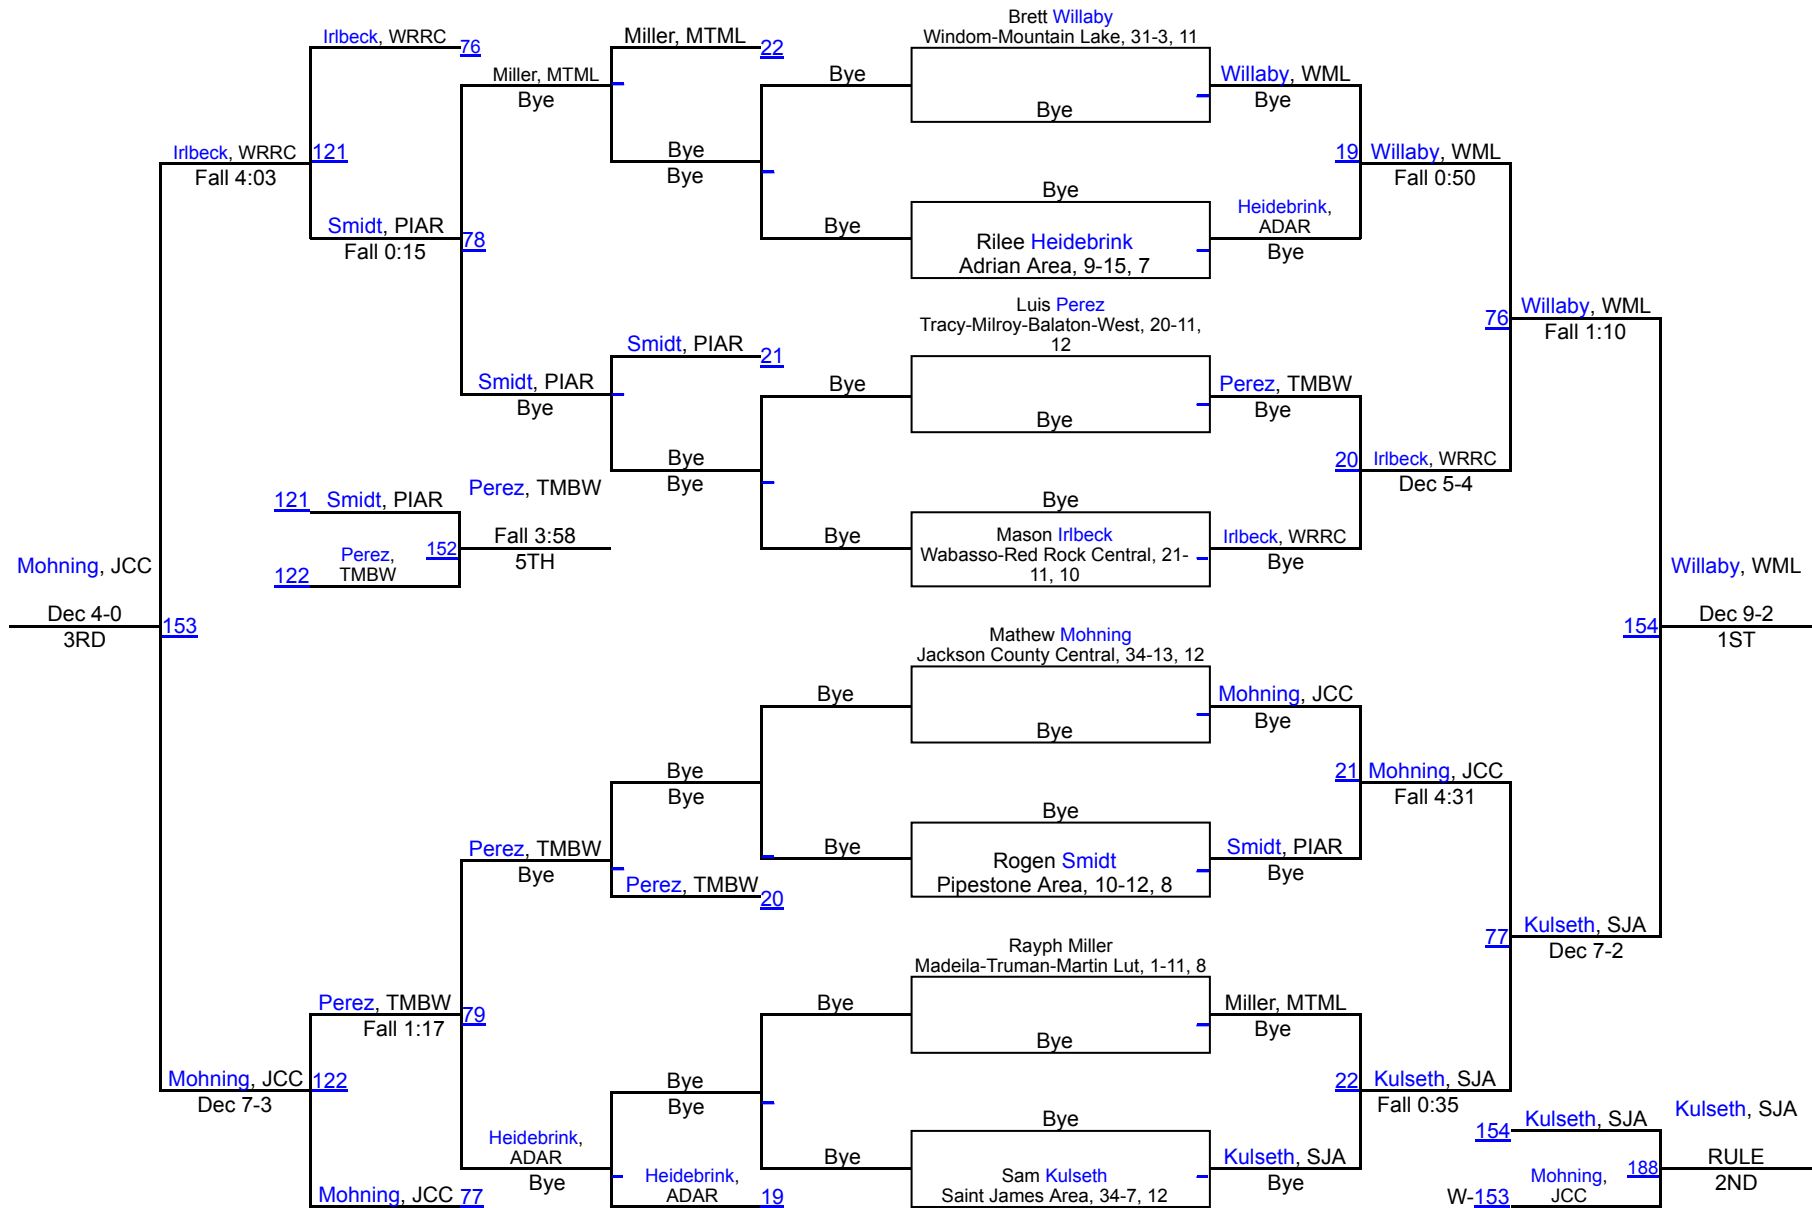 Brett Willaby
Irlbeck, WRRC
76
Miller, MTML
22
Windom-Mountain Lake, 31-3, 11
Miller, MTML
Bye
Bye
Willaby, WML
Bye
Bye
Irlbeck, WRRC
121
Bye
19
Willaby, WML
Fall 4:03
Bye
Fall 0:50
Bye
Smidt, PIAR
78
Bye
Heidebrink,
ADAR
Fall 0:15
Rilee Heidebrink
Bye
Adrian Area, 9-15, 7
Luis Perez
Willaby, WML
Tracy-Milroy-Balaton-West, 20-11,
12
76
Fall 1:10
Smidt, PIAR
21
Smidt, PIAR
Bye
Perez, TMBW
Bye
Bye
Bye
Bye
20
Irlbeck, WRRC
Bye
Dec 5-4
121
Smidt, PIAR
Perez, TMBW
Bye
Bye
Mason Irlbeck
Irlbeck, WRRC
Fall 3:58
Wabasso-Red Rock Central, 21-
11, 10
Bye
152
5TH
Perez,
TMBW
122
Mohning, JCC
Willaby, WML
Dec 4-0
153
154
Dec 9-2
3RD
1ST
Mathew Mohning
Jackson County Central, 34-13, 12
Bye
Mohning, JCC
Bye
Bye
Bye
21
Mohning, JCC
Bye
Fall 4:31
Bye
Perez, TMBW
Bye
Smidt, PIAR
Bye
Rogen Smidt
Bye
Perez, TMBW
20
Pipestone Area, 10-12, 8
Kulseth, SJA
77
Dec 7-2
Rayph Miller
Madeila-Truman-Martin Lut, 1-11, 8
Perez, TMBW
79
Bye
Miller, MTML
Fall 1:17
Bye
Bye
Mohning, JCC
122
Bye
22
Kulseth, SJA
Dec 7-3
Bye
Fall 0:35
Kulseth, SJA
Bye
154
Kulseth, SJA
Heidebrink,
ADAR
Bye
Kulseth, SJA
RULE
Bye
Heidebrink,
ADAR
Sam Kulseth
Bye
Mohning,
JCC
188
2ND
Mohning, JCC
77
19
Saint James Area, 34-7, 12
W-153